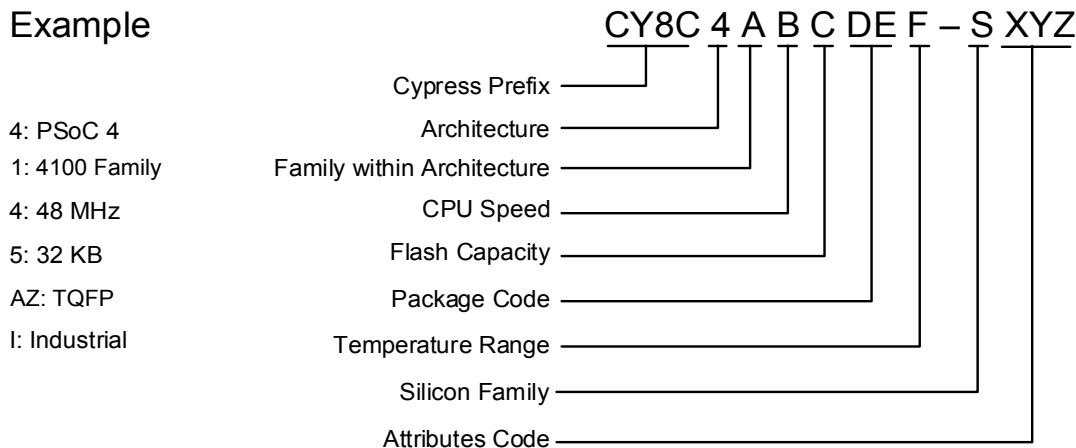 Example CY8C 4 A B C DE F – S XYZ
Cypress Prefix
4: PSoC 4 Architecture
1: 4100 Family Family within Architecture
4: 48 MHz CPU Speed
5: 32 KB Flash Capacity
AZ: TQFP Package Code
I: Industrial Temperature Range
Silicon Family
Attributes Code